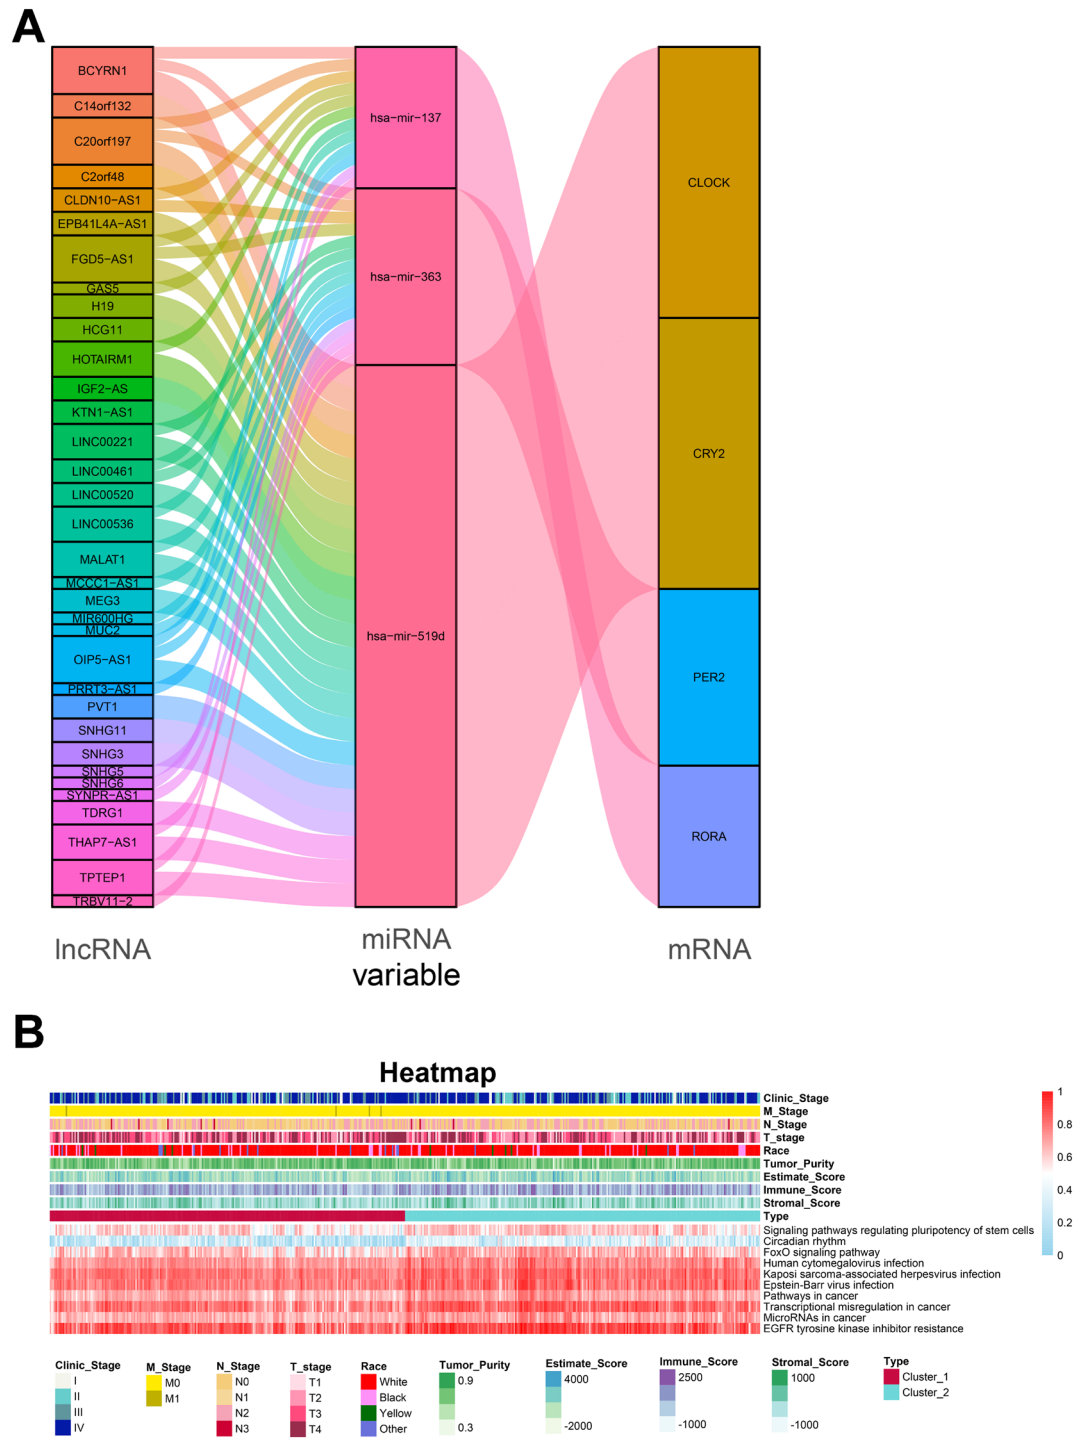 A
BCYRN1
C14orf132
C20orf197
C2orf48
CLDN10−AS1
EPB41L4A−AS1
FGD5−AS1
GAS5
H19
HCG11
HOTAIRM1
IGF2−AS
KTN1−AS1
LINC00221
LINC00461
LINC00520
LINC00536
MALAT1
MCCC1−AS1
MEG3
MIR600HG
MUC2
OIP5−AS1
PRRT3−AS1
PVT1
SNHG11
SNHG3
SNHG5
SNHG6
SYNPR−AS1
TDRG1
THAP7−AS1
TPTEP1
TRBV11−2
hsa−mir−137
hsa−mir−363
hsa−mir−519d
CLOCK
CRY2
PER2
RORA
lncRNA
miRNA
mRNA
variable
B
Heatmap
Clinic_Stage
M_Stage
N_Stage
T_stage
Race
Tumor_Purity
Estimate_Score
Immune_Score
Stromal_Score
Type
Signaling pathways regulating pluripotency of stem cells
Circadian rhythm
FoxO signaling pathway
Human cytomegalovirus infection
Kaposi sarcoma-associated herpesvirus infection
Epstein-Barr virus infection
Pathways in cancer
Transcriptional misregulation in cancer
MicroRNAs in cancer
EGFR tyrosine kinase inhibitor resistance
1
0.8
0.6
0.4
0.2
0
Clinic_Stage
I
II
III
IV
M_Stage
M0
M1
N_Stage
N0
N1
N2
N3
T_stage
T1
T2
T3
T4
Race
White
Black
Yellow
Other
Tumor_Purity
0.9
0.3
Estimate_Score
4000
-2000
Immune_Score
2500
-1000
Stromal_Score
1000
-1000
Type
Cluster_1
Cluster_2